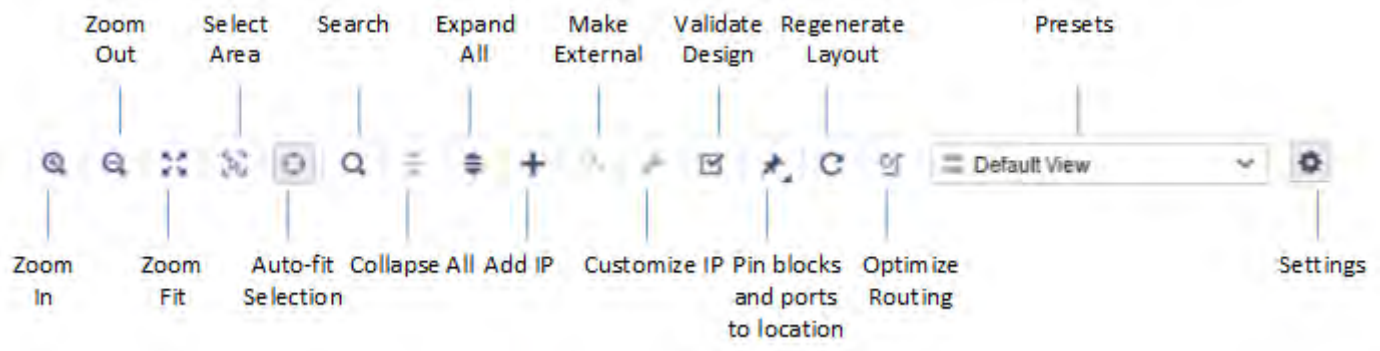 Zoom
Out
Select
Area
Search
Expand
All
Make
External
Validate
Design
Regenerate
Layout
Presets
Default View
Zoom
In
Zoom
Fit
Auto-fit
Selection
Collapse All
Add IP
Customize IP
Pin blocks
and ports
to location
Optimize
Routing
Settings